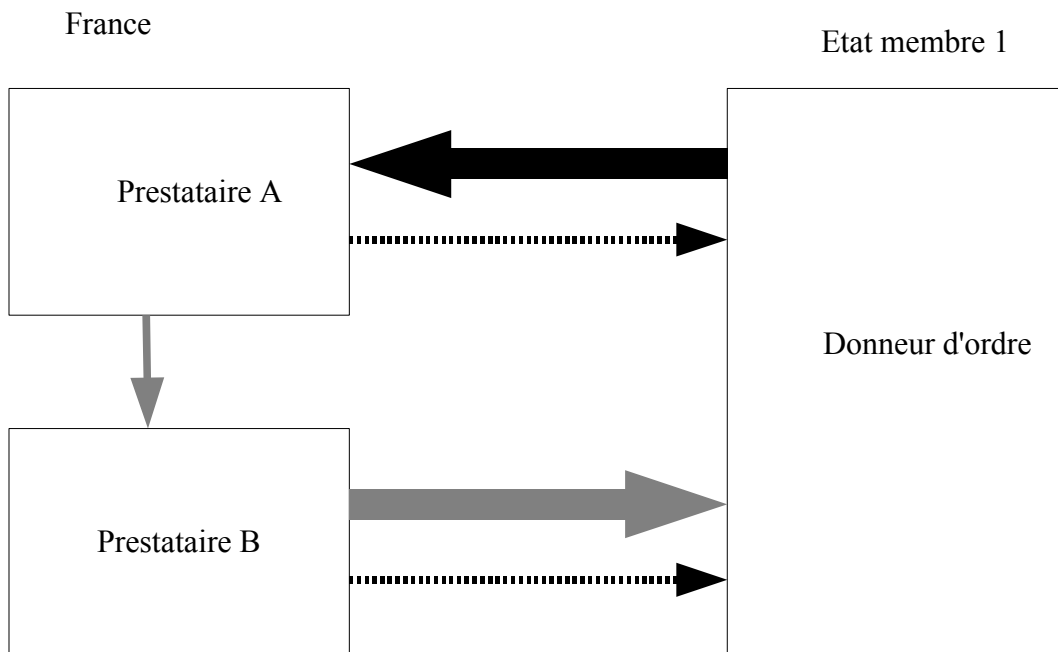 France
Etat membre 1
Prestataire A
Donneur d'ordre
Prestataire B